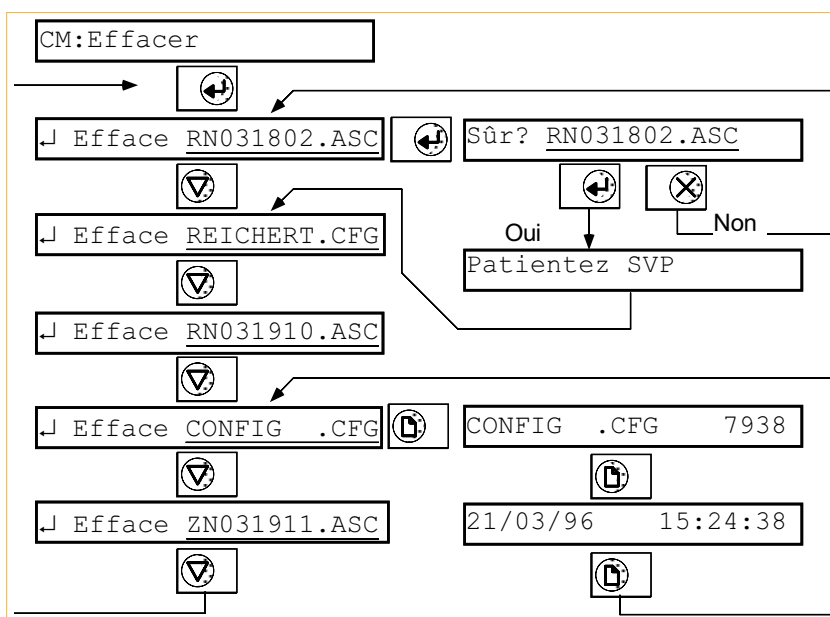 CM:Effacer
↵ Efface RN031802.ASC
Sûr? RN031802.ASC
Oui
Non
↵ Efface REICHERT.CFG
Patientez SVP
↵ Efface RN031910.ASC
↵ Efface CONFIG  .CFG
CONFIG  .CFG   7938
↵ Efface ZN031911.ASC
21/03/96   15:24:38